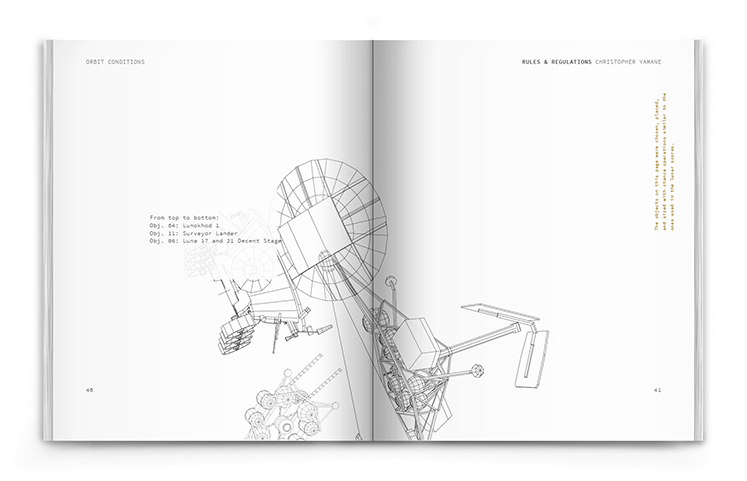 ORBIT CONDITIONS
From top to bottom:
Obj. 04: Lunokhod 1
Obj. 11: Surveyor Lander
Obj. 06: Luna 17 and 21 Decent Stage
40
RULES & REGULATIONS CHRISTOPHER YAMANE
The objects on this page were chosen, placed,
and sized with chance operations similar to the
ones used in the lunar scores.
41